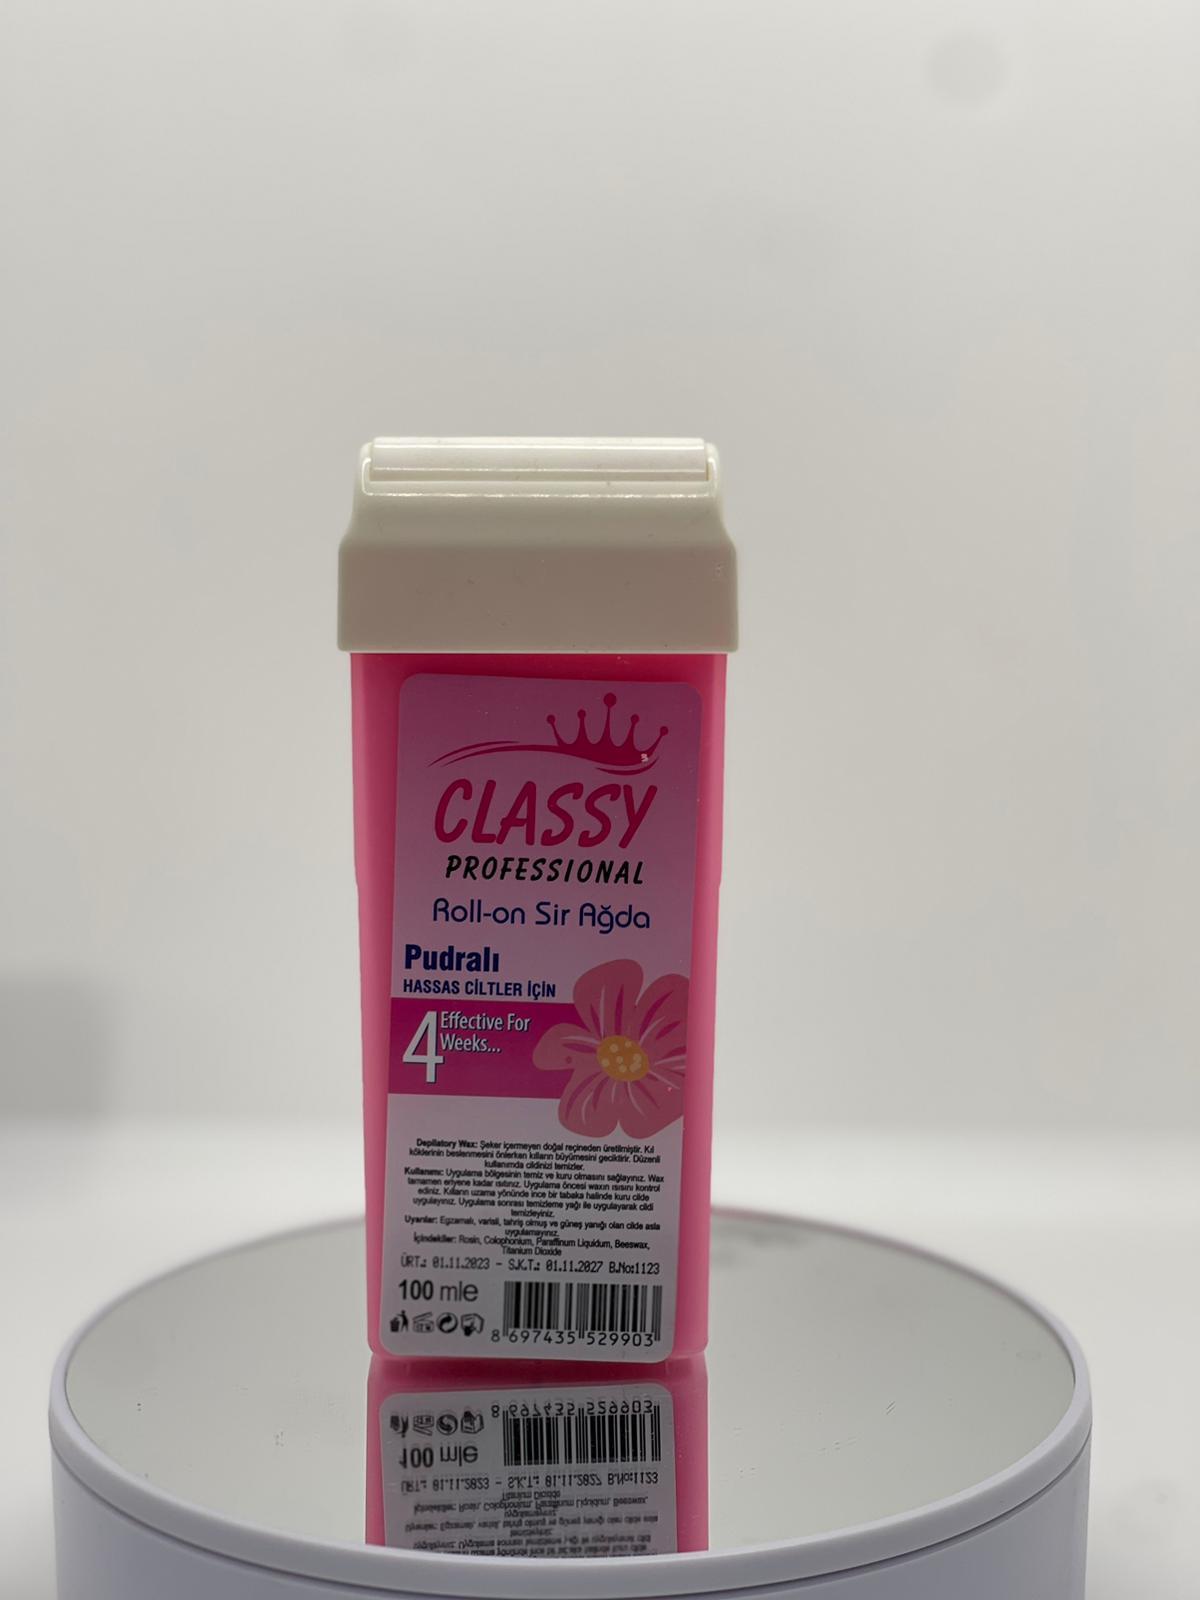 CLASSY
PROFESSIONAL
Roll-on Sir Ağda
Pudralı
HASSAS CİLTLER İÇİN
4 Effective For
Weeks...
Depilatory Wax: Şeker içermeyen doğal reçineden üretilmiştir. Kıl
köklerinin beslenmesini önlerken kılların büyümesini geciktirir. Düzenli
kullanımda cildinizi temizler.
Kullanımı: Uygulama bölgesinin temiz ve kuru olmasını sağlayınız. Wax
tamamen eriyene kadar ısıtınız. Uygulama öncesi waxın ısısını kontrol
ediniz. Kılların uzama yönünde ince bir tabaka halinde kuru cilde
uygulayınız. Uygulama sonrası temizleme yağı ile uygulayarak cildi
temizleyiniz.
Uyarılar: Egzamalı, varisli, tahriş olmuş ve güneş yanığı olan cilde asla
uygulamayınız.
İçindekiler: Rosin, Colophonium, Paraffinum Liquidum, Beeswax,
Titanium Dioxide
ÜRT.: 01.11.2023 - S.K.T.: 01.11.2027 B.No:1123
100 mle
8 697435 529903